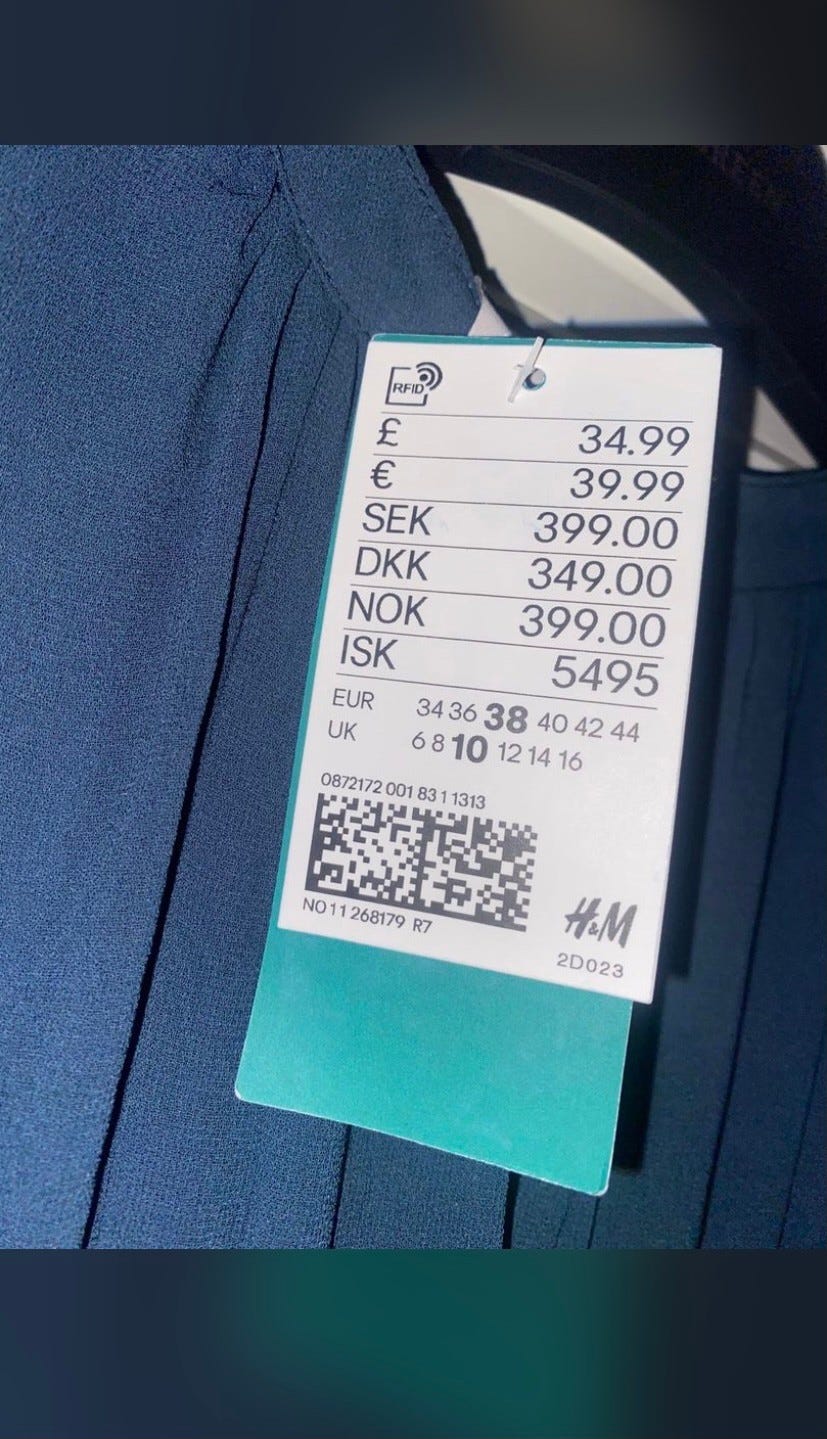 RFID
£ 34.99
€ 39.99
SEK 399.00
DKK 349.00
NOK 399.00
ISK 5495
EUR 34 36 38 40 42 44
UK 6 8 10 12 14 16
0872172 001 83 1 1313
NO 11 268179 R7
H&M
2D023